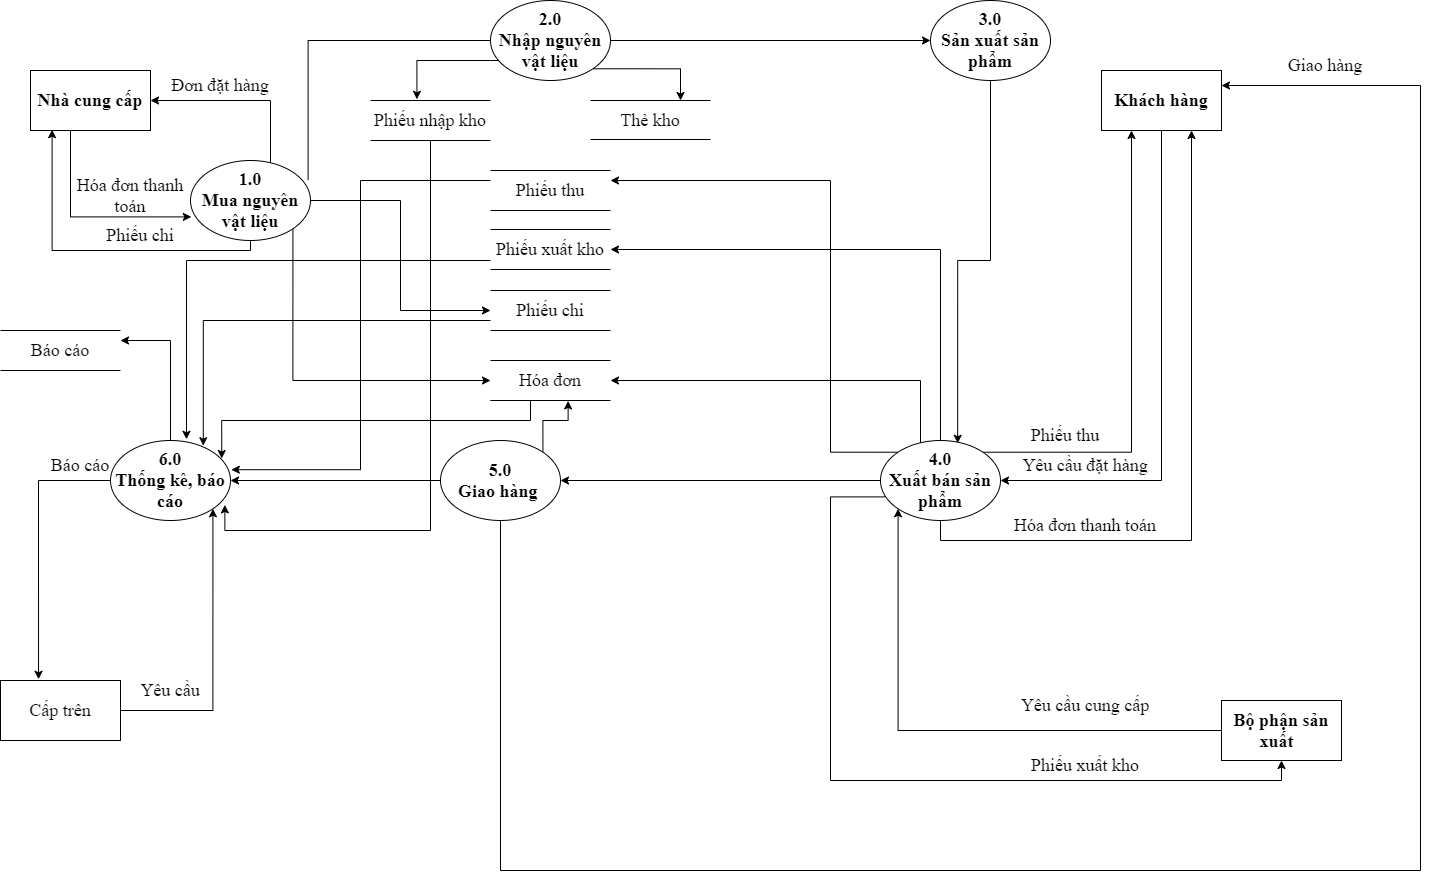 2.0
Nhập nguyên
vật liệu
3.0
Sản xuất sản
phẩm
Giao hàng
Nhà cung cấp
Đơn đặt hàng
Phiếu nhập kho
Thẻ kho
Khách hàng
Hóa đơn thanh
toán
1.0
Mua nguyên
vật liệu
Phiếu thu
Phiếu chi
Phiếu xuất kho
Phiếu chi
Báo cáo
Hóa đơn
Phiếu thu
Báo cáo
6.0
Thống kê, báo
cáo
5.0
Giao hàng
4.0
Xuất bán sản
phẩm
Yêu cầu đặt hàng
Hóa đơn thanh toán
Yêu cầu
Cấp trên
Yêu cầu cung cấp
Bộ phận sản
xuất
Phiếu xuất kho